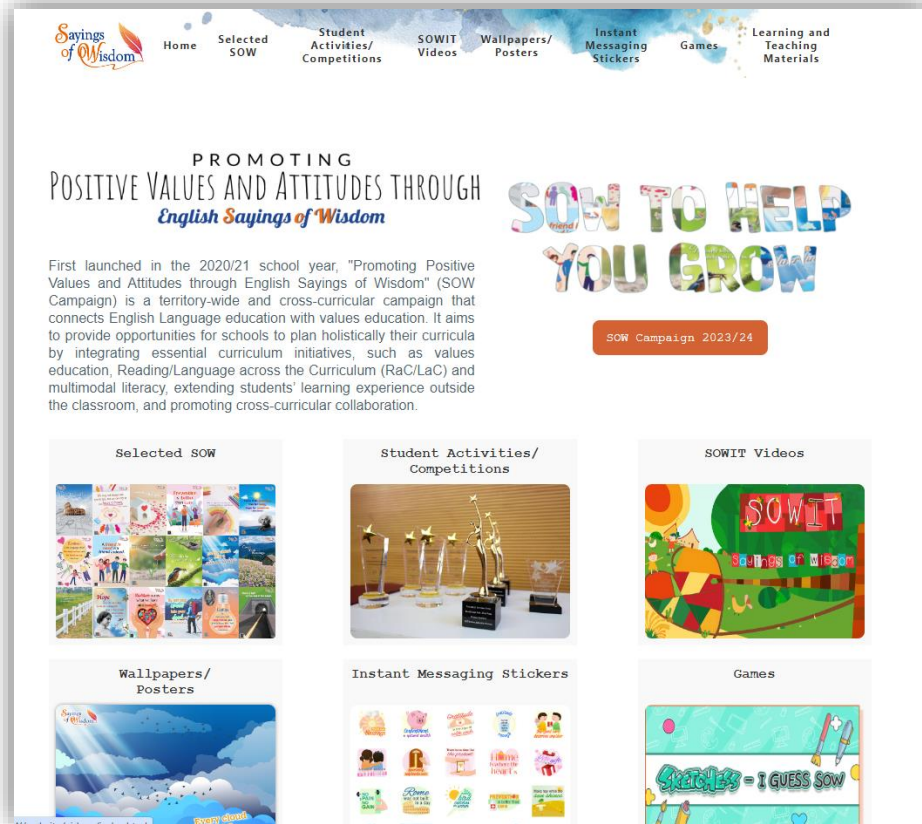 Sayings
of Wisdom
Home
Selected
SOW
Student
Activities/
Competitions
SOWIT
Videos
Wallpapers/
Posters
Instant
Messaging
Stickers
Games
Learning and
Teaching
Materials
PROMOTING
POSITIVE VALUES AND ATTITUDES THROUGH
English Sayings of Wisdom
SOW TO HELP
YOU GROW
First launched in the 2020/21 school year, "Promoting Positive
Values and Attitudes through English Sayings of Wisdom" (SOW
Campaign) is a territory-wide and cross-curricular campaign that
connects English Language education with values education. It aims
to provide opportunities for schools to plan holistically their curricula
by integrating essential curriculum initiatives, such as values
education, Reading/Language across the Curriculum (RaC/LaC) and
multimodal literacy, extending students' learning experience outside
the classroom, and promoting cross-curricular collaboration.
SOW Campaign 2023/24
Selected SOW
Student Activities/
Competitions
SOWIT Videos
SOWIT
Sayings of Wisdom
Wallpapers/
Posters
Sayings
of Wisdom
Every cloud
Instant Messaging Stickers
Home
Rome
Games
SKETCHESS - I GUESS SOW